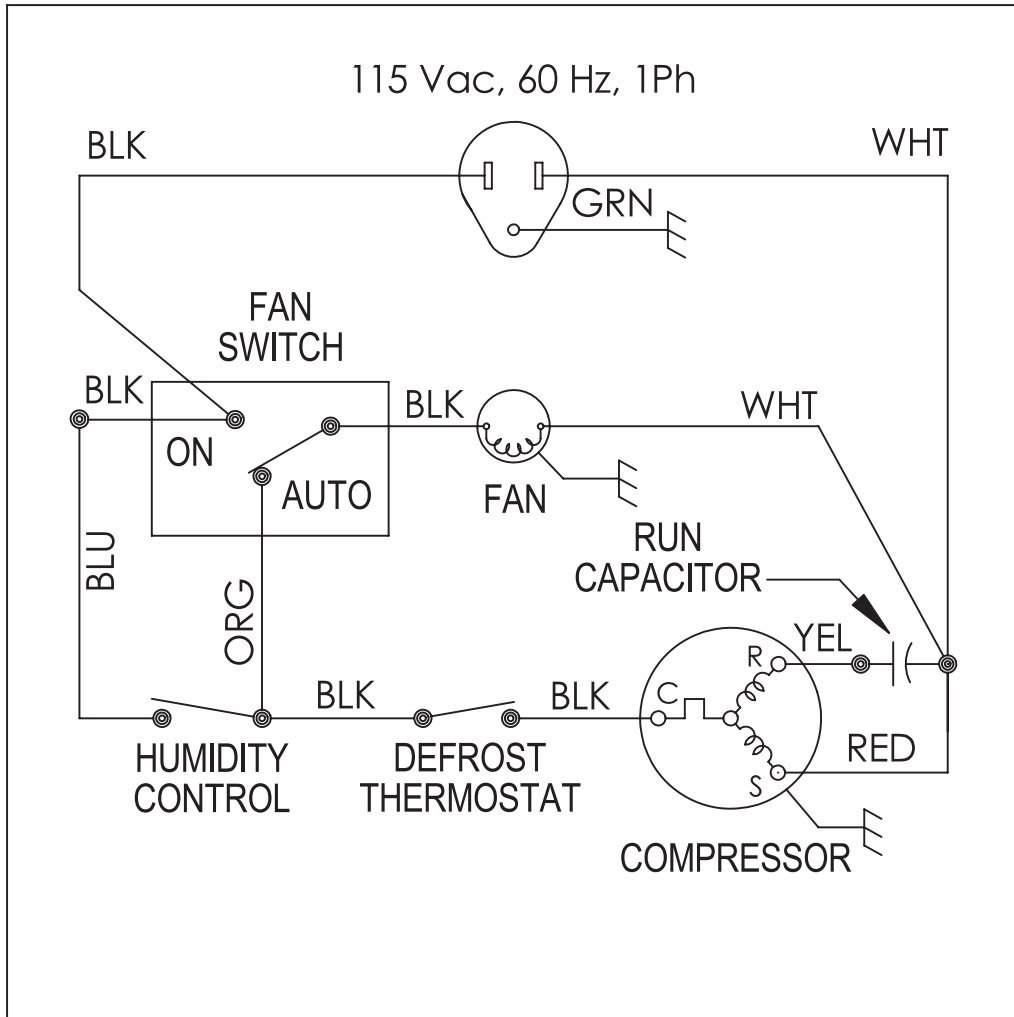 115 Vac, 60 Hz, 1Ph
BLK
WHT
GRN
FAN
SWITCH
BLK
ON
AUTO
BLK
FAN
WHT
BLU
ORG
RUN
CAPACITOR
R
YEL
C
S
RED
BLK
BLK
HUMIDITY
CONTROL
DEFROST
THERMOSTAT
COMPRESSOR